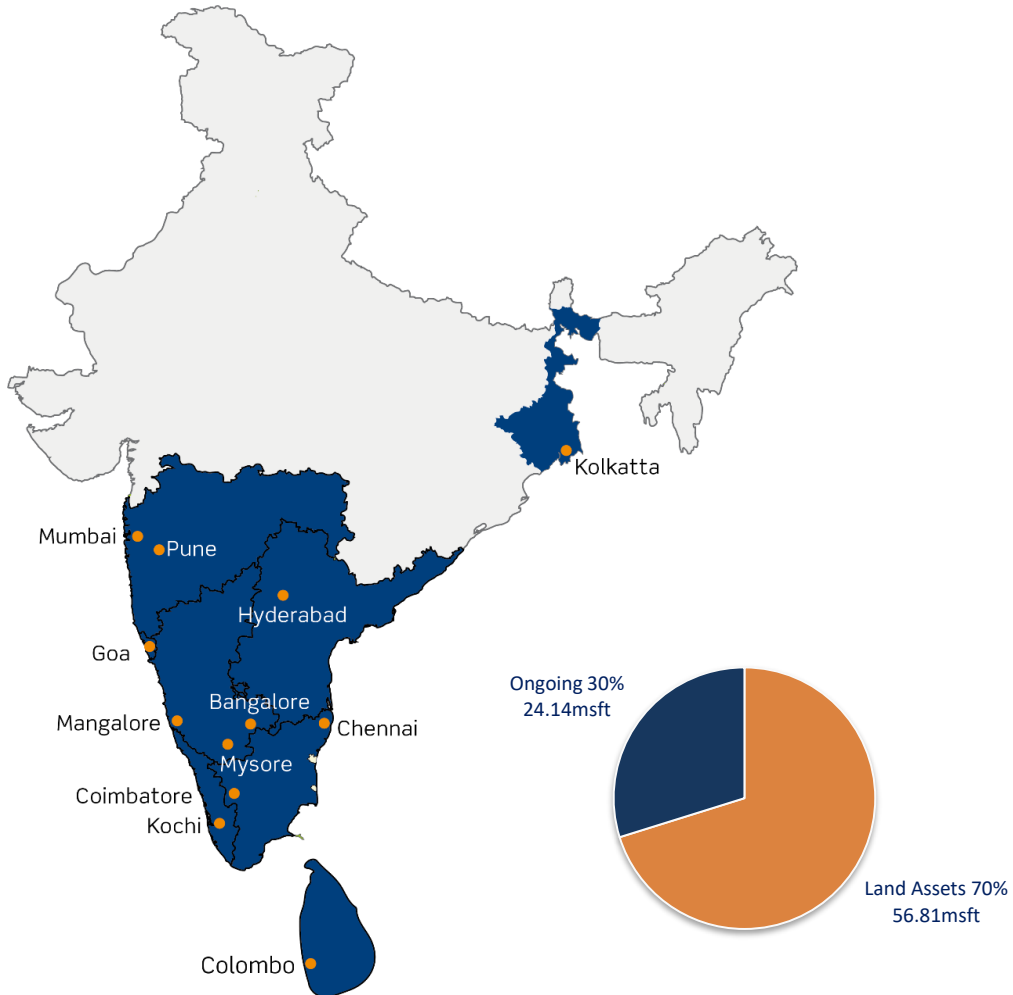 Kolkatta
Mumbai
Pune
Hyderabad
Goa
Bangalore
Mangalore
Chennai
Mysore
Coimbatore
Kochi
Colombo
Ongoing 30%
24.14msft
Land Assets 70%
56.81msft